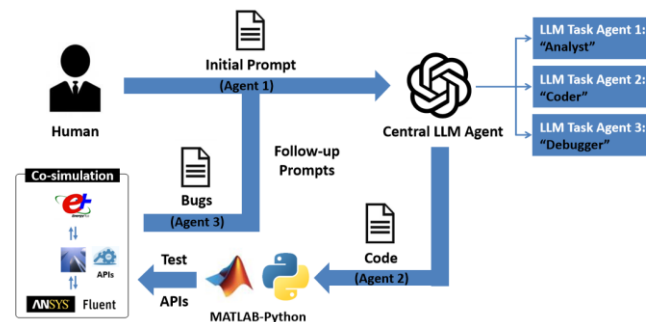 Initial Prompt
(Agent 1)
Human
Central LLM Agent
LLM Task Agent 1:
“Analyst”
LLM Task Agent 2:
“Coder”
LLM Task Agent 3:
“Debugger”
Follow-up
Prompts
Bugs
(Agent 3)
Code
(Agent 2)
Co-simulation
APIs
ANSYS Fluent
Test
APIs
MATLAB-Python